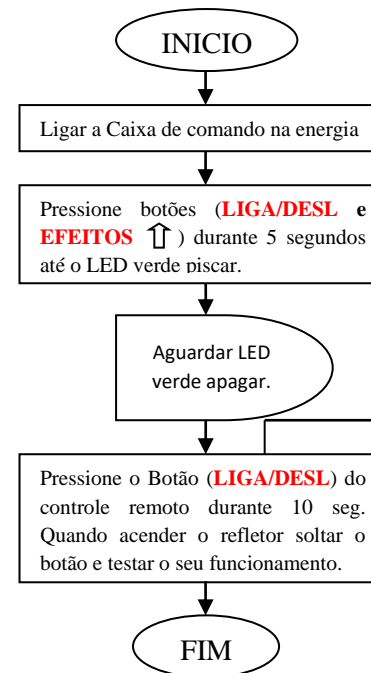 INICIO
Ligar a Caixa de comando na energia
Pressione botões (LIGA/DESL e
EFEITOS ⇧ ) durante 5 segundos
até o LED verde piscar.
Aguardar LED
verde apagar.
Pressione o Botão (LIGA/DESL) do
controle remoto durante 10 seg.
Quando acender o refletor soltar o
botão e testar o seu funcionamento.
FIM